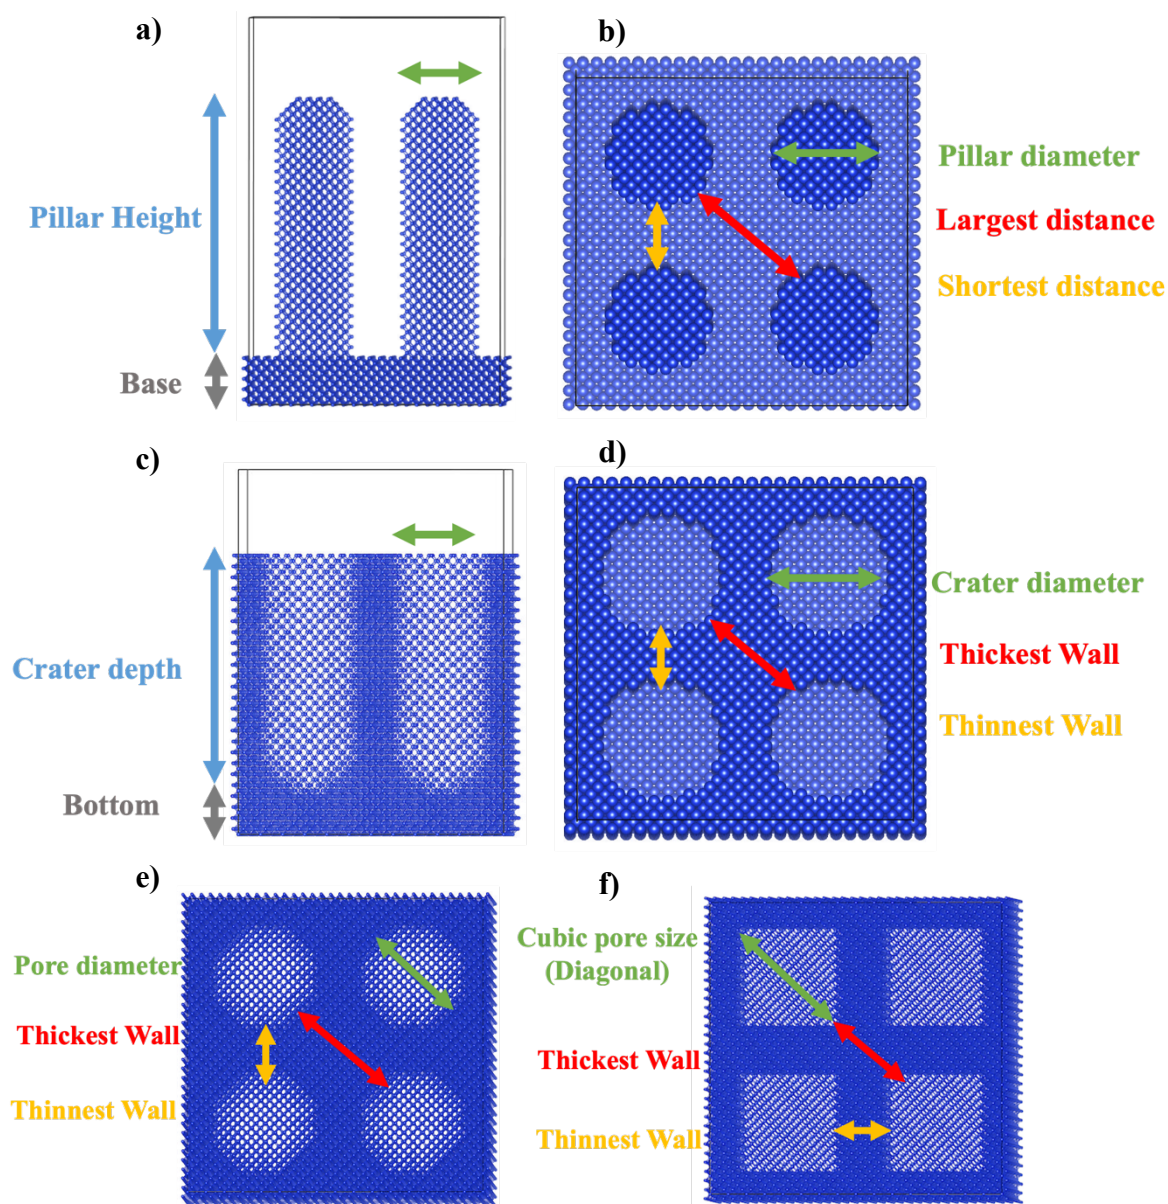 a)
b)
Pillar Height
Base
Pillar diameter
Largest distance
Shortest distance
c)
d)
Crater depth
Bottom
Crater diameter
Thickest Wall
Thinnest Wall
e)
f)
Pore diameter
Thickest Wall
Thinnest Wall
Cubic pore size
(Diagonal)
Thickest Wall
Thinnest Wall